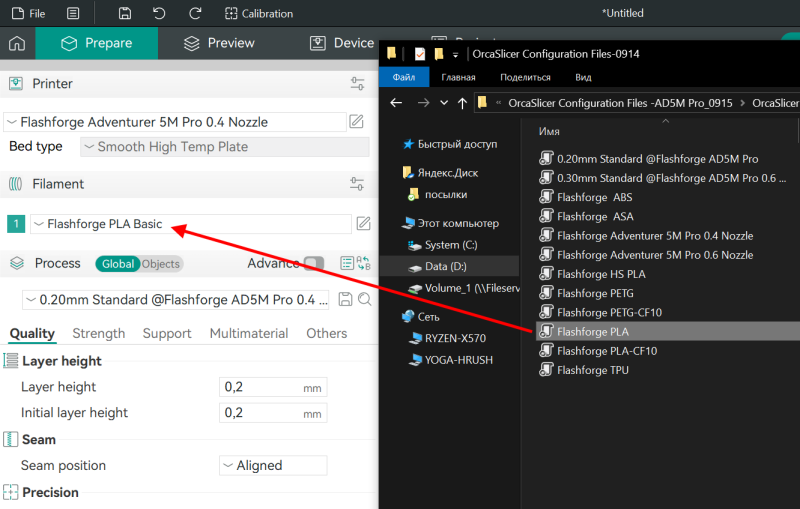 File
Calibration
*Untitled
Prepare
Preview
Device
Printer
Flashforge Adventurer 5M Pro 0.4 Nozzle
Bed type
Smooth High Temp Plate
Filament
1
Flashforge PLA Basic
Process
Global
Objects
Advance
0.20mm Standard @Flashforge AD5M Pro 0.4 ...
Quality
Strength
Support
Multimaterial
Others
Layer height
Layer height
0,2
mm
Initial layer height
0,2
mm
Seam
Seam position
Aligned
Precision
OrcaSlicer Configuration Files-0914
Файл
Главная
Поделиться
Вид
« OrcaSlicer Configuration Files -AD5M Pro_0915 > OrcaSlicer
Быстрый доступ
Яндекс.Диск
посылки
Этот компьютер
System (C:)
Data (D:)
Volume_1 (\\Fileserv
Сеть
RYZEN-X570
YOGA-HRUSH
Имя
0.20mm Standard @Flashforge AD5M Pro
0.30mm Standard @Flashforge AD5M Pro 0.6 ...
Flashforge ABS
Flashforge ASA
Flashforge Adventurer 5M Pro 0.4 Nozzle
Flashforge Adventurer 5M Pro 0.6 Nozzle
Flashforge HS PLA
Flashforge PETG
Flashforge PETG-CF10
Flashforge PLA
Flashforge PLA-CF10
Flashforge TPU